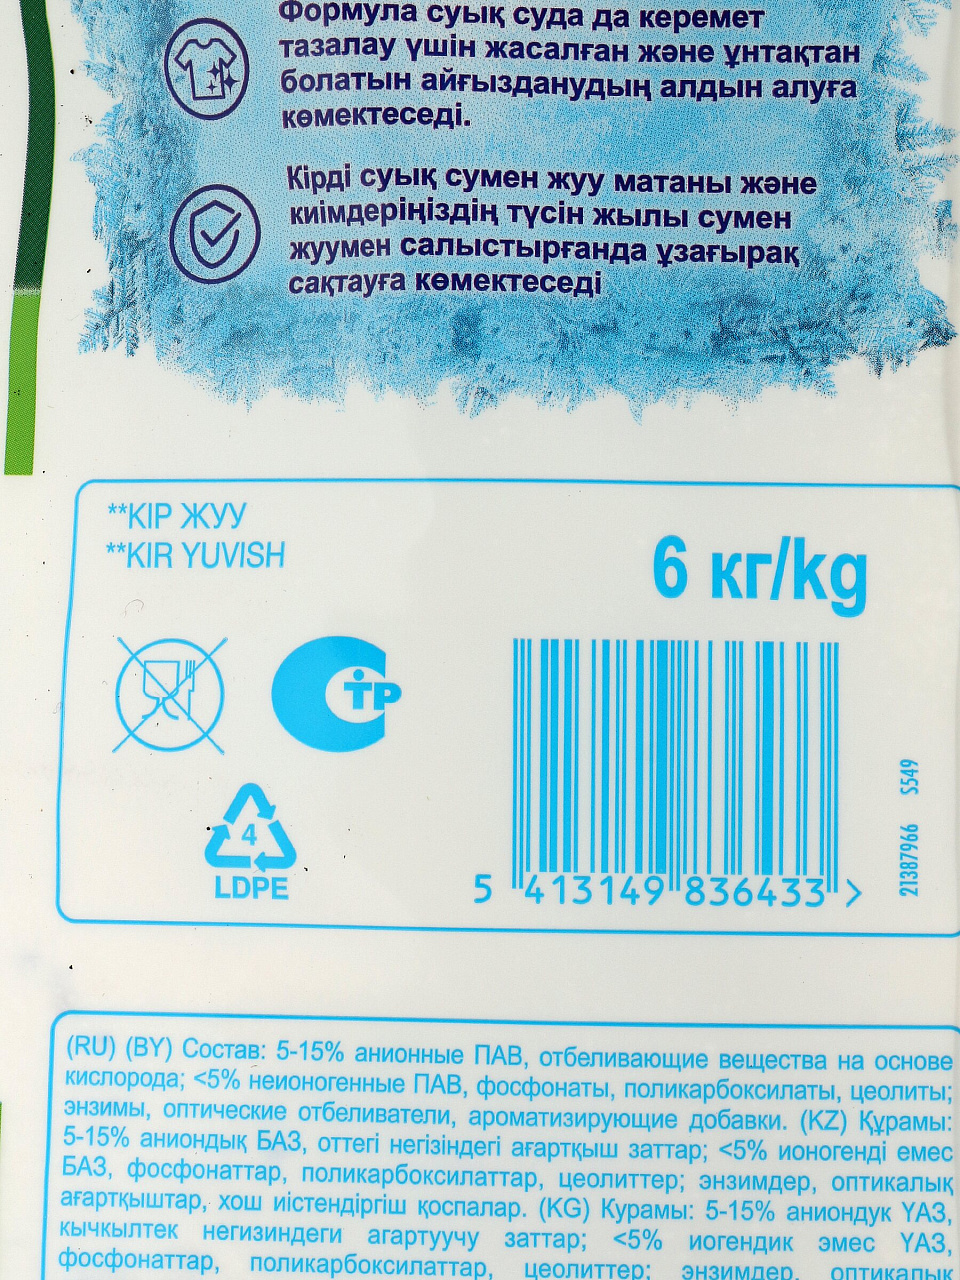 Формула суық суда да керемет
тазалау үшін жасалған және ұнтақтан
болатын айғызданудың алдын алуға
көмектеседі.
Кірді суық сумен жуу матаны және
киімдеріңіздің түсін жылы сумен
жуумен салыстырғанда ұзағырақ
сақтауға көмектеседі
**КІР ЖУУ
**KIR YUVISH
6 кг/kg
СТР
4
LDPE
5 413149 836433 >
21387966 S549
(RU) (BY) Состав: 5-15% анионные ПАВ, отбеливающие вещества на основе
кислорода; <5% неионогенные ПАВ, фосфонаты, поликарбоксилаты, цеолиты;
энзимы, оптические отбеливатели, ароматизирующие добавки. (KZ) Құрамы:
5-15% аниондық БАЗ, оттегі негізіндегі ағартқыш заттар; <5% ионогенді емес
БАЗ, фосфонаттар, поликарбоксилаттар, цеолиттер; энзимдер, оптикалық
ағартқыштар, хош иістендіргіш қоспалар. (KG) Курамы: 5-15% аниондук ҮАЗ,
кычкылтек негизиндеги агартуучу заттар; <5% иогендик эмес ҮАЗ,
фосфонаттар, поликарбоксилаттар, цеолиттер; энзимдер, оптикалык